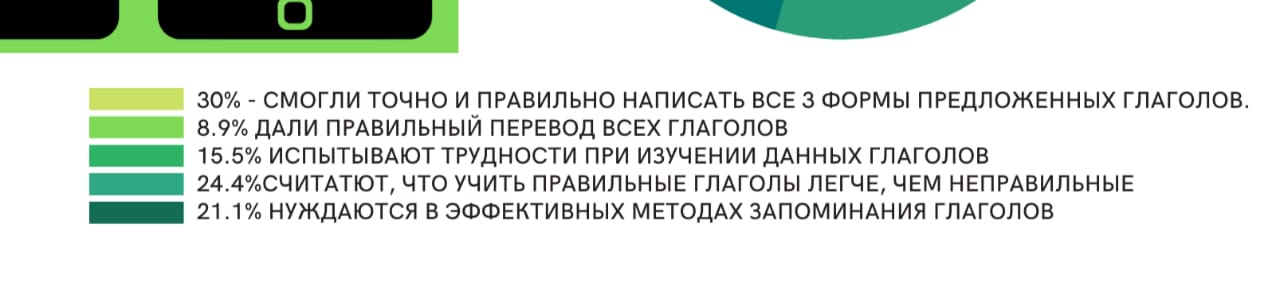 30% - СМОГЛИ ТОЧНО И ПРАВИЛЬНО НАПИСАТЬ ВСЕ 3 ФОРМЫ ПРЕДЛОЖЕННЫХ ГЛАГОЛОВ.
8.9% ДАЛИ ПРАВИЛЬНЫЙ ПЕРЕВОД ВСЕХ ГЛАГОЛОВ
15.5% ИСПЫТЫВАЮТ ТРУДНОСТИ ПРИ ИЗУЧЕНИИ ДАННЫХ ГЛАГОЛОВ
24.4%СЧИТАТЮТ, ЧТО УЧИТЬ ПРАВИЛЬНЫЕ ГЛАГОЛЫ ЛЕГЧЕ, ЧЕМ НЕПРАВИЛЬНЫЕ
21.1% НУЖДАЮТСЯ В ЭФФЕКТИВНЫХ МЕТОДАХ ЗАПОМИНАНИЯ ГЛАГОЛОВ